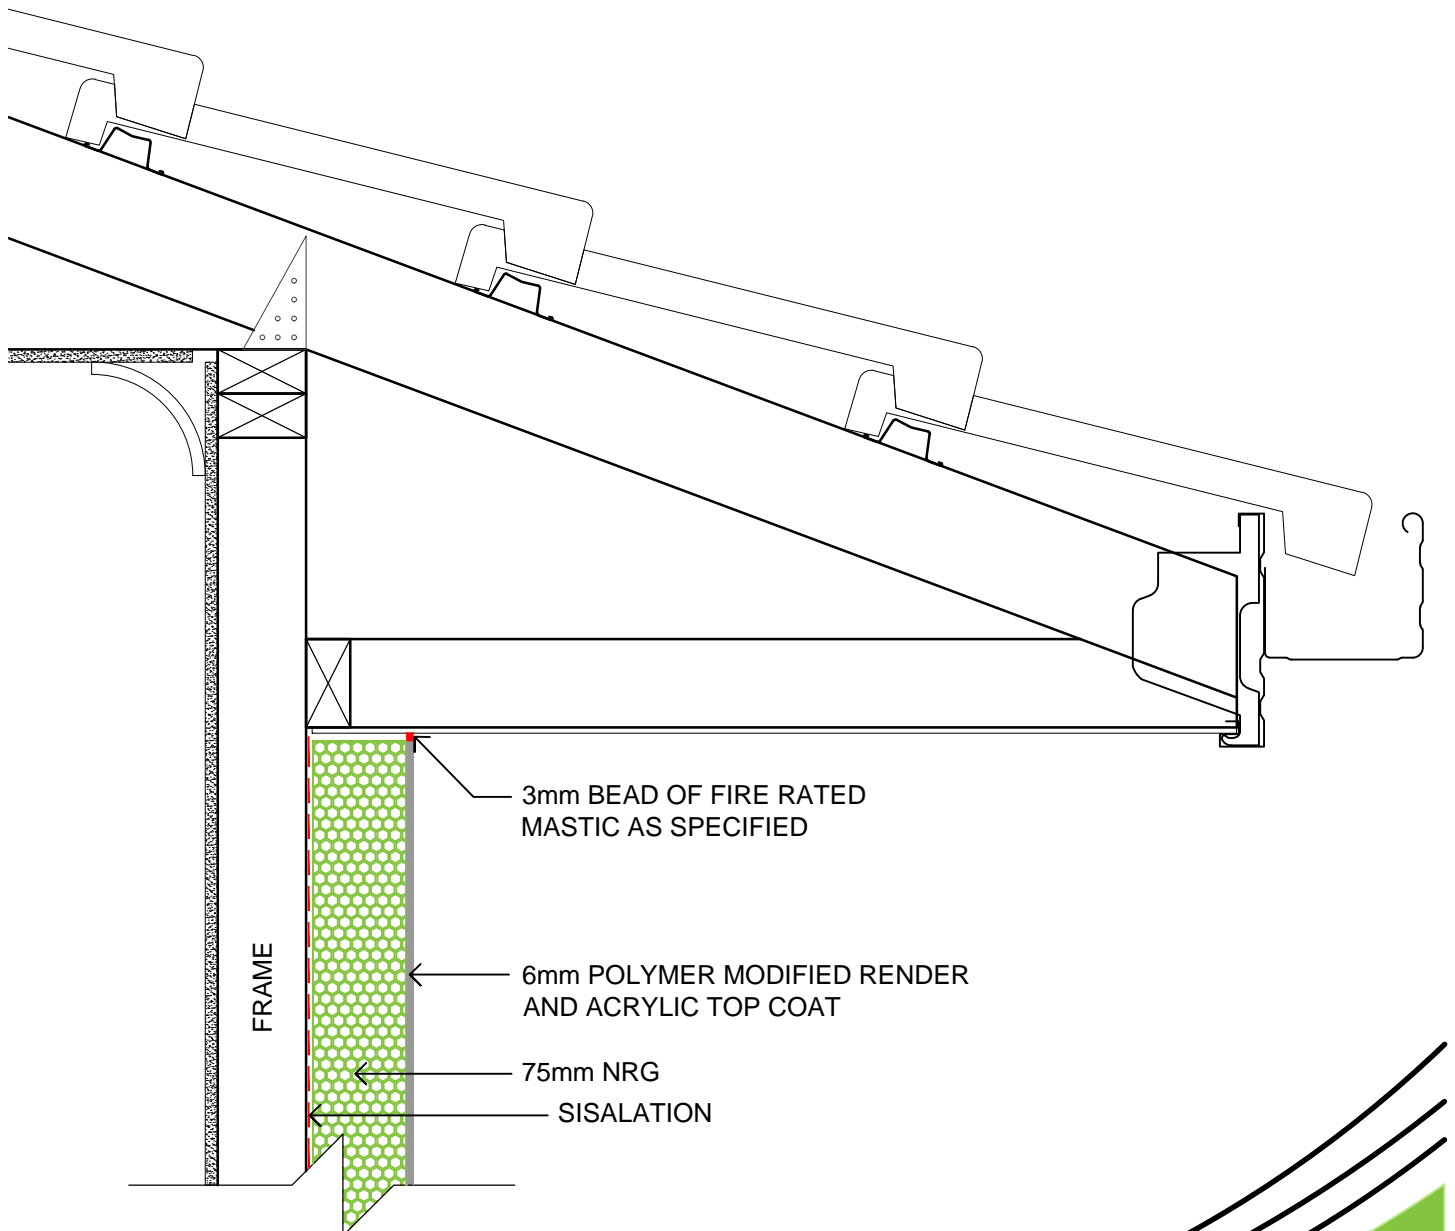 3mm BEAD OF FIRE RATED
MASTIC AS SPECIFIED
6mm POLYMER MODIFIED RENDER
AND ACRYLIC TOP COAT
FRAME
75mm NRG
SISALATION